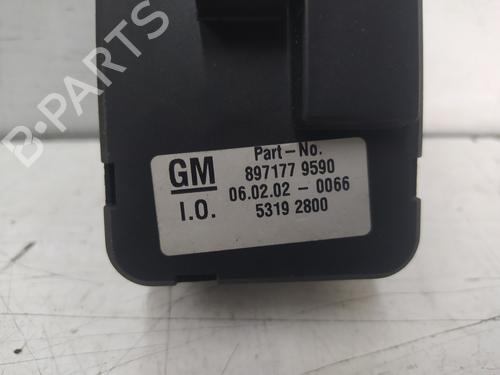 Part-No.
GM 897177 9590
06.02.02 - 0066
I.O. 5319 2800
B-PARTS